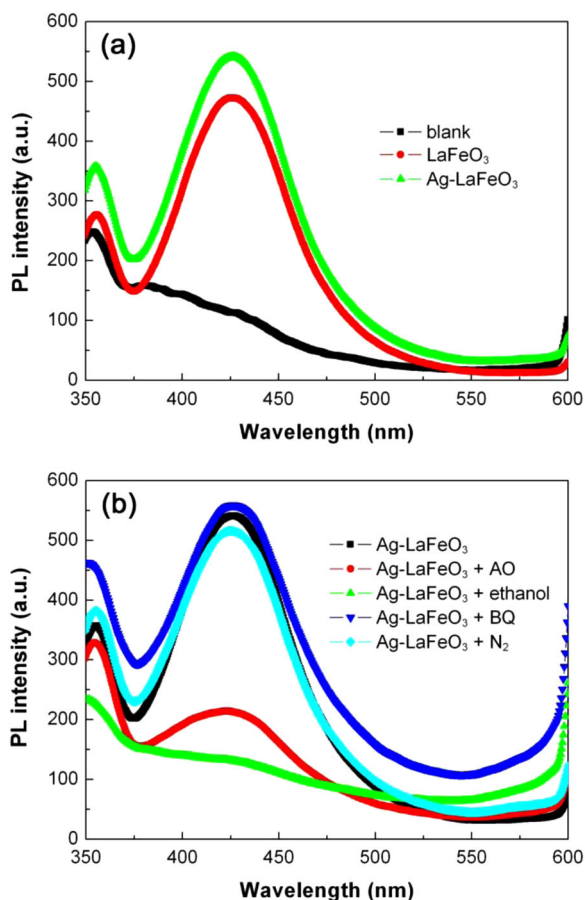 (a)
600
500
400
300
200
100
0
PL intensity (a.u.)
blank
LaFeO₃
Ag-LaFeO₃
350 400 450 500 550 600
Wavelength (nm)
(b)
600
500
400
300
200
100
0
PL intensity (a.u.)
Ag-LaFeO₃
Ag-LaFeO₃ + AO
Ag-LaFeO₃ + ethanol
Ag-LaFeO₃ + BQ
Ag-LaFeO₃ + N₂
350 400 450 500 550 600
Wavelength (nm)